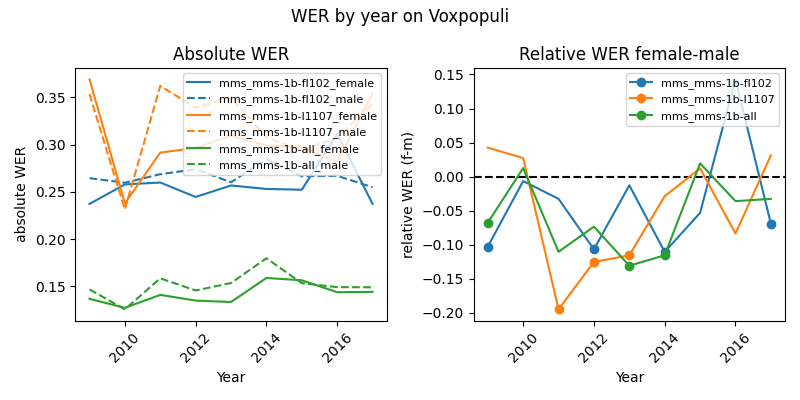 WER by year on Voxpopuli
Absolute WER
absolute WER
0.35
0.30
0.25
0.20
0.15
mms_mms-1b-fl102_female
mms_mms-1b-fl102_male
mms_mms-1b-l1107_female
mms_mms-1b-l1107_male
mms_mms-1b-all_female
mms_mms-1b-all_male
2010
2012
2014
2016
Year
Relative WER female-male
relative WER (f-m)
0.15
0.10
0.05
0.00
−0.05
−0.10
−0.15
−0.20
mms_mms-1b-fl102
mms_mms-1b-l1107
mms_mms-1b-all
2010
2012
2014
2016
Year